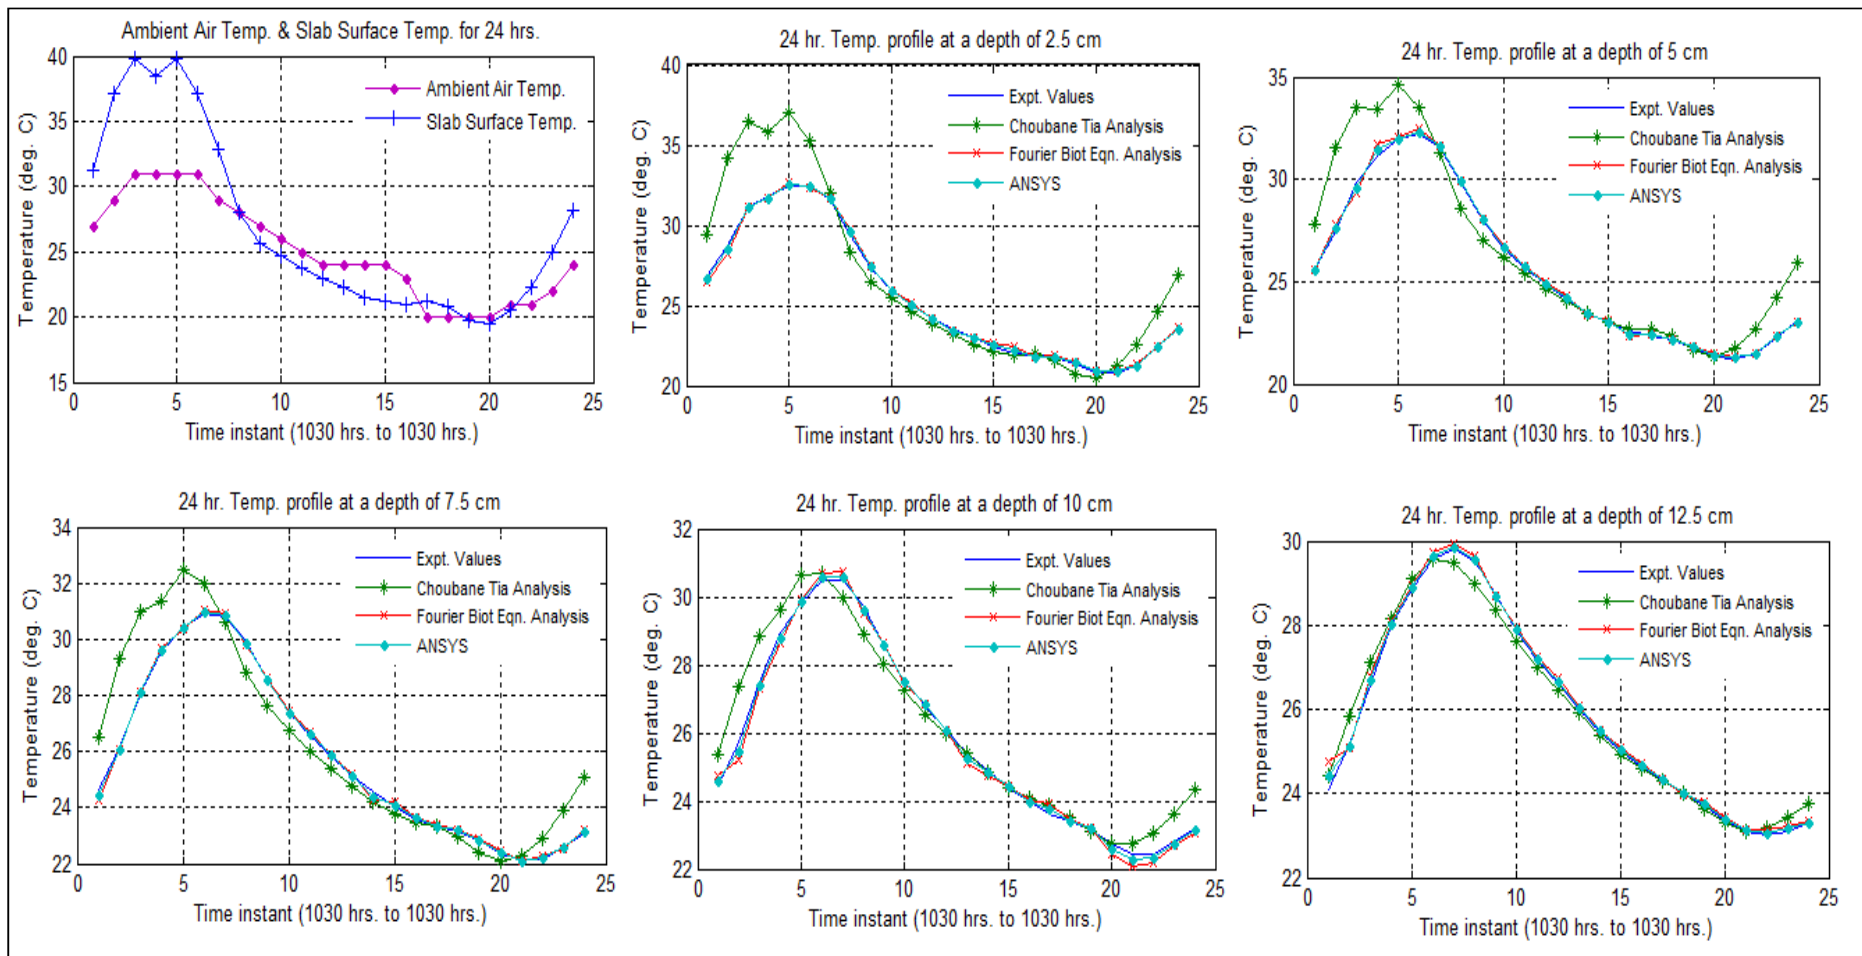 Ambient Air Temp. & Slab Surface Temp. for 24 hrs.
40
35
30
25
20
15
0 5 10 15 20 25
Temperature (deg. C)
Time instant (1030 hrs. to 1030 hrs.)
Ambient Air Temp.
Slab Surface Temp.
24 hr. Temp. profile at a depth of 2.5 cm
40
35
30
25
20
0 5 10 15 20 25
Temperature (deg. C)
Time instant (1030 hrs. to 1030 hrs.)
Expt. Values
Choubane Tia Analysis
Fourier Biot Eqn. Analysis
ANSYS
24 hr. Temp. profile at a depth of 5 cm
35
30
25
20
0 5 10 15 20 25
Temperature (deg. C)
Time instant (1030 hrs. to 1030 hrs.)
Expt. Values
Choubane Tia Analysis
Fourier Biot Eqn. Analysis
ANSYS
24 hr. Temp. profile at a depth of 7.5 cm
34
32
30
28
26
24
22
0 5 10 15 20 25
Temperature (deg. C)
Time instant (1030 hrs. to 1030 hrs.)
Expt. Values
Choubane Tia Analysis
Fourier Biot Eqn. Analysis
ANSYS
24 hr. Temp. profile at a depth of 10 cm
32
30
28
26
24
22
0 5 10 15 20 25
Temperature (deg. C)
Time instant (1030 hrs. to 1030 hrs.)
Expt. Values
Choubane Tia Analysis
Fourier Biot Eqn. Analysis
ANSYS
24 hr. Temp. profile at a depth of 12.5 cm
30
28
26
24
22
0 5 10 15 20 25
Temperature (deg. C)
Time instant (1030 hrs. to 1030 hrs.)
Expt. Values
Choubane Tia Analysis
Fourier Biot Eqn. Analysis
ANSYS